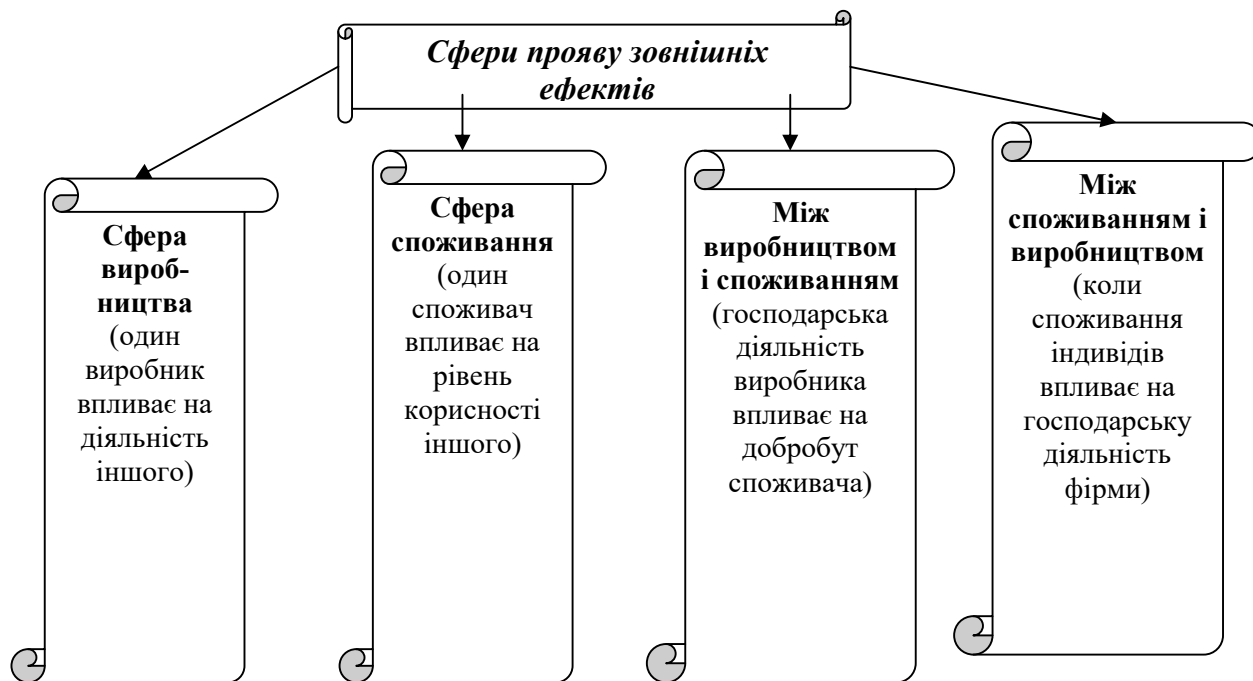 Сфери прояву зовнішніх
ефектів
Сфера
вироб-
ництва
(один
виробник
впливає на
діяльність
іншого)
Сфера
споживання
(один
споживач
впливає на
рівень
корисності
іншого)
Між
виробництвом
і споживанням
(господарська
діяльність
виробника
впливає на
добробут
споживача)
Між
споживанням і
виробництвом
(коли
споживання
індивідів
впливає на
господарську
діяльність
фірми)